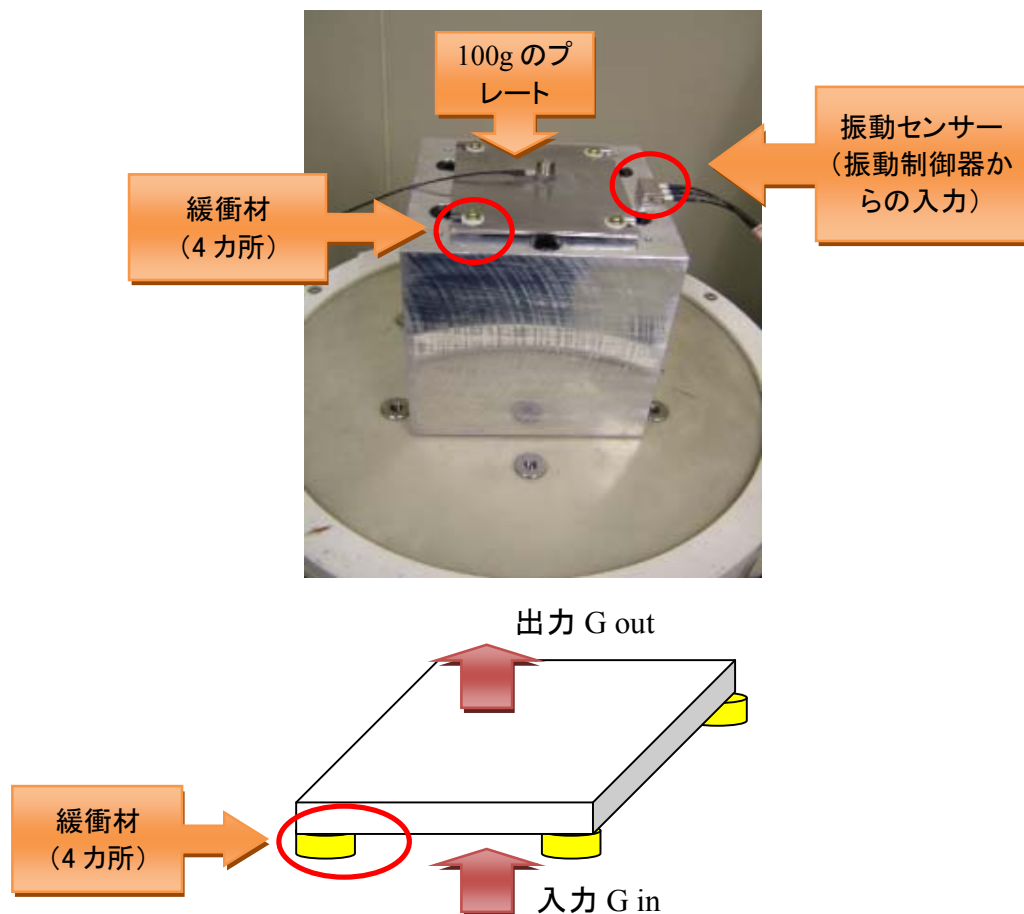 100g のプ
レート
振動センサー
(振動制御器か
らの入力)
緩衝材
(4 カ所)
出力 G out
緩衝材
(4 カ所)
入力 G in